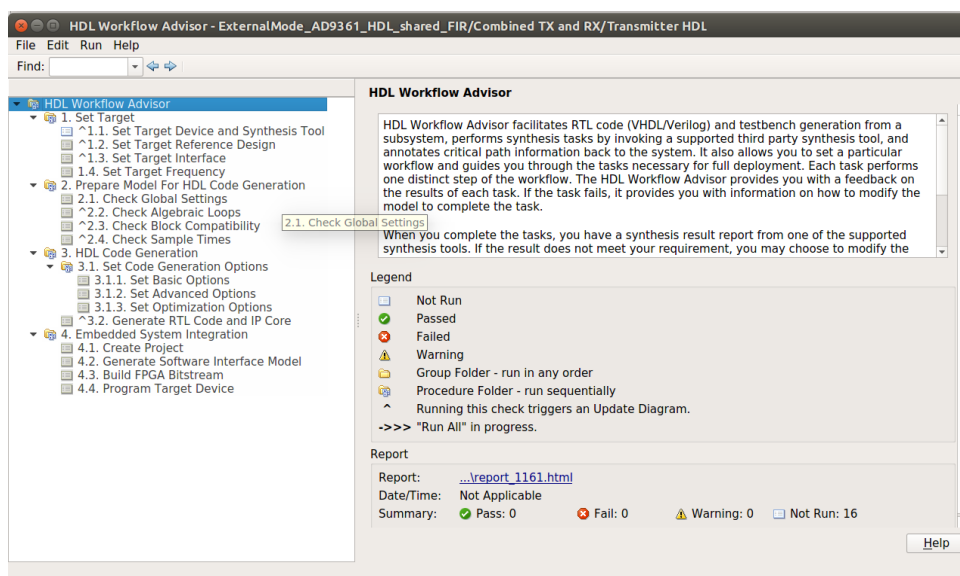 HDL Workflow Advisor - ExternalMode_AD9361_HDL_shared_FIR/Combined TX and RX/Transmitter HDL
File Edit Run Help
Find:
HDL Workflow Advisor
1. Set Target
^1.1. Set Target Device and Synthesis Tool
^1.2. Set Target Reference Design
^1.3. Set Target Interface
1.4. Set Target Frequency
2. Prepare Model For HDL Code Generation
2.1. Check Global Settings
^2.2. Check Algebraic Loops
^2.3. Check Block Compatibility
^2.4. Check Sample Times
2.1. Check Global Settings
3. HDL Code Generation
3.1. Set Code Generation Options
3.1.1. Set Basic Options
3.1.2. Set Advanced Options
3.1.3. Set Optimization Options
^3.2. Generate RTL Code and IP Core
4. Embedded System Integration
4.1. Create Project
4.2. Generate Software Interface Model
4.3. Build FPGA Bitstream
4.4. Program Target Device
HDL Workflow Advisor
HDL Workflow Advisor facilitates RTL code (VHDL/Verilog) and testbench generation from a
subsystem, performs synthesis tasks by invoking a supported third party synthesis tool, and
annotates critical path information back to the system. It also allows you to set a particular
workflow and guides you through the tasks necessary for full deployment. Each task performs
one distinct step of the workflow. The HDL Workflow Advisor provides you with a feedback on
the results of each task. If the task fails, it provides you with information on how to modify the
model to complete the task.
When you complete the tasks, you have a synthesis result report from one of the supported
synthesis tools. If the result does not meet your requirement, you may choose to modify the
Legend
Not Run
Passed
Failed
Warning
Group Folder - run in any order
Procedure Folder - run sequentially
^ Running this check triggers an Update Diagram.
->>> "Run All" in progress.
Report
Report: ...\report_1161.html
Date/Time: Not Applicable
Summary: Pass: 0 Fail: 0 Warning: 0 Not Run: 16
Help